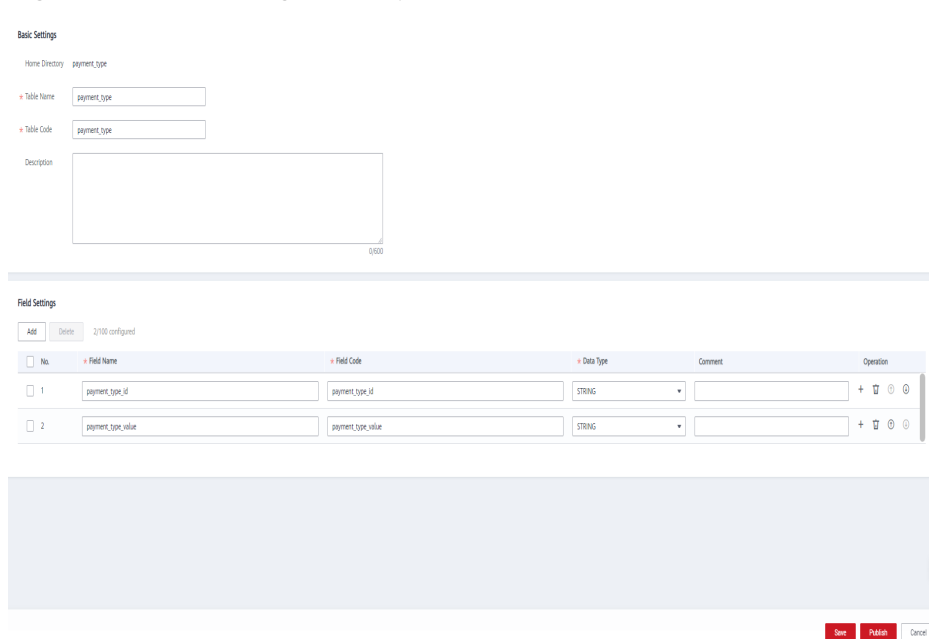 Basic Settings
Home Directory payment_type
* Table Name payment_type
* Table Code payment_type
Description
0/600
Field Settings
Add Delete 2/100 configured
No. * Field Name * Field Code * Data Type Comment Operation
1 payment_type_id payment_type_id STRING
2 payment_type_value payment_type_value STRING
Save Publish Cancel